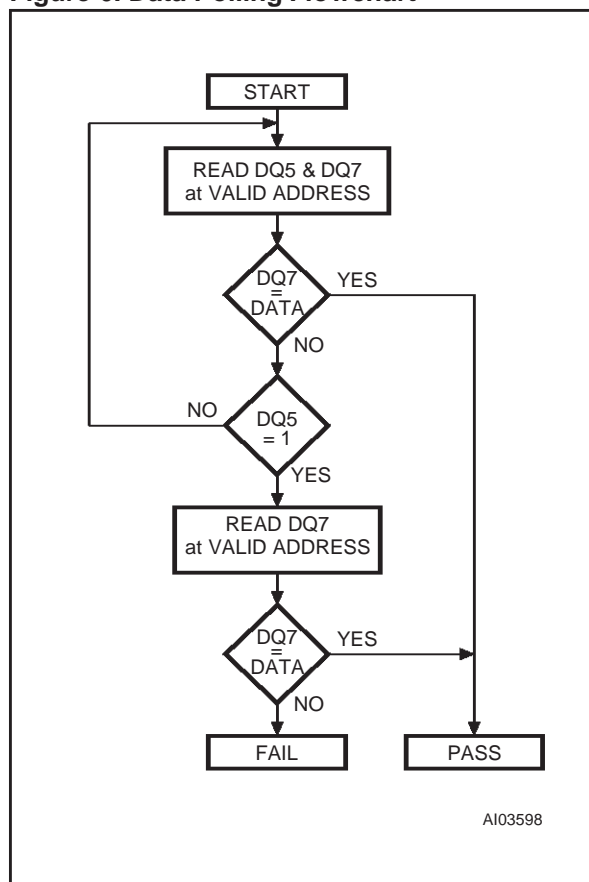 Figure Data Polling Flowchart
START
READ DQ5 & DQ7
at VALID ADDRESS
DQ7
=
DATA
YES
NO
NO
DQ5
= 1
YES
READ DQ7
at VALID ADDRESS
DQ7
=
DATA
YES
NO
FAIL
PASS
AI03598